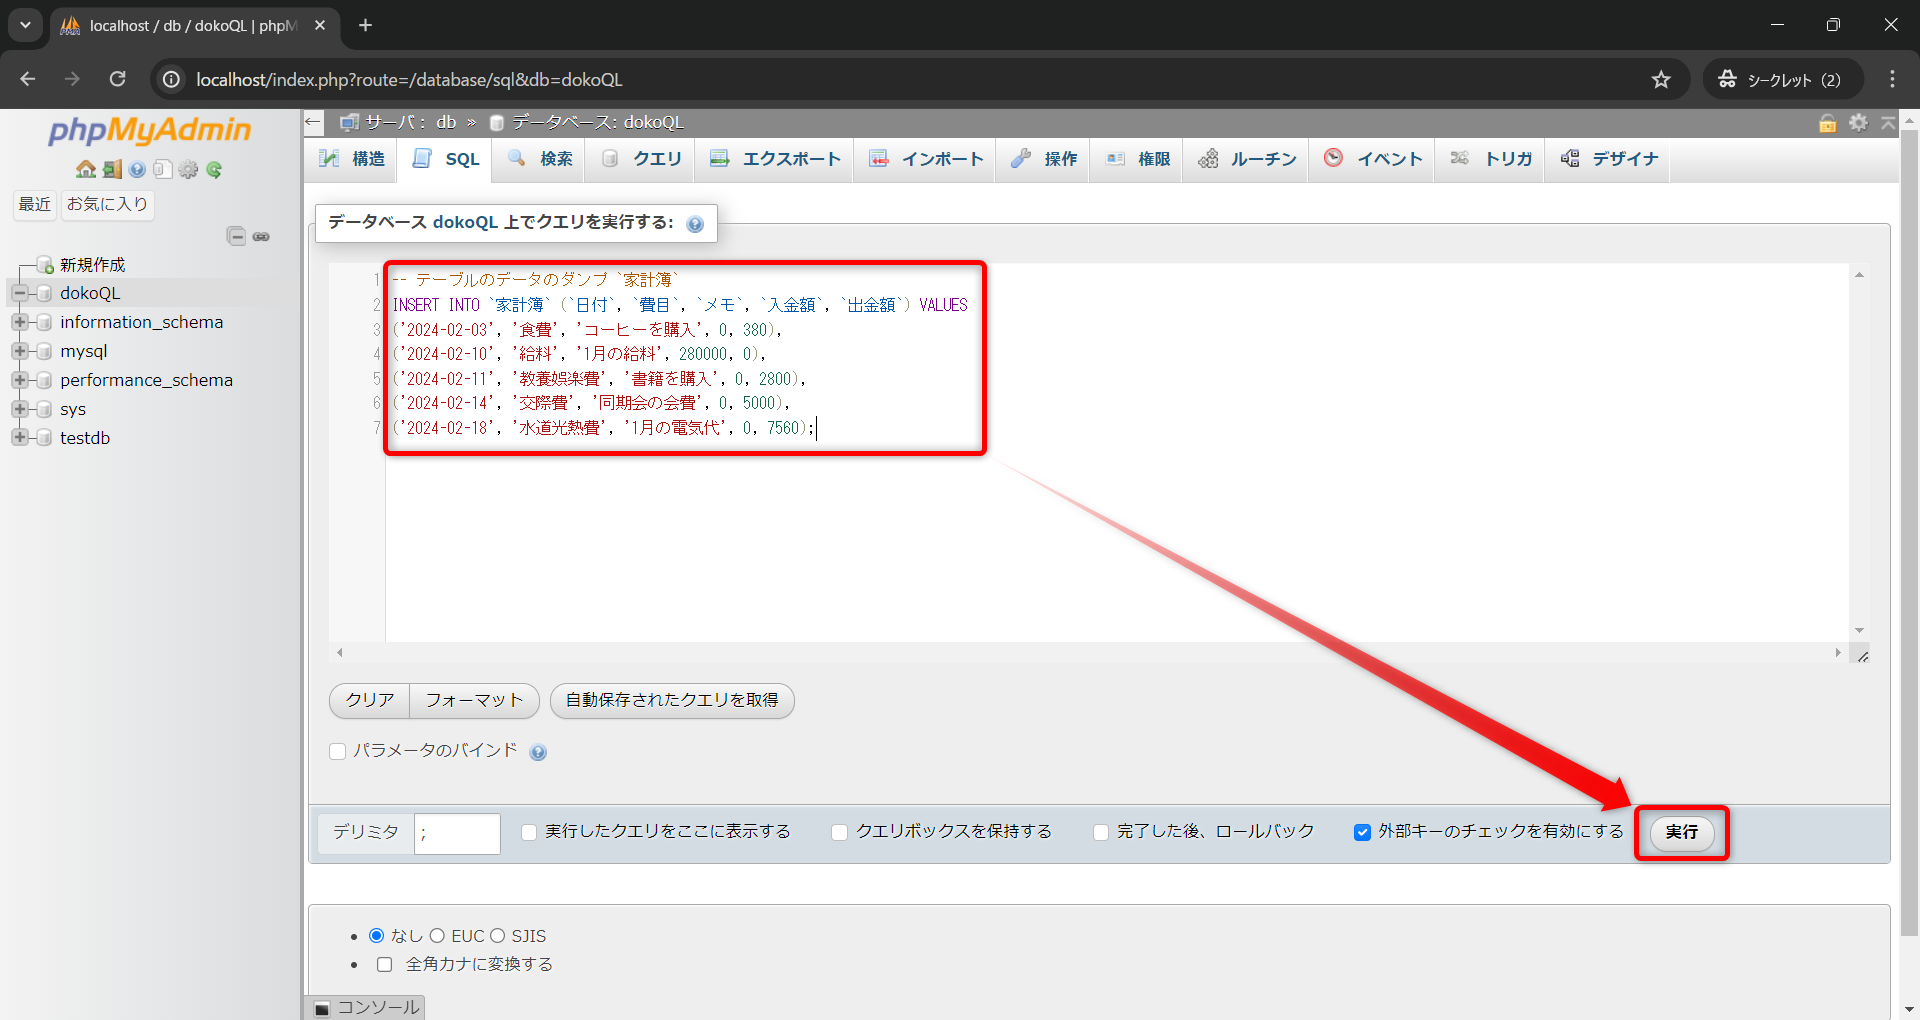 localhost / db / dokoQL | phpM
localhost/index.php?route=/database/sql&db=dokoQL
シークレット（2）
phpMyAdmin
最近
お気に入り
新規作成
dokoQL
information_schema
mysql
performance_schema
sys
testdb
サーバ： db » データベース: dokoQL
構造
SQL
検索
クエリ
エクスポート
インポート
操作
権限
ルーチン
イベント
トリガ
デザイナ
データベース dokoQL 上でクエリを実行する:
1 -- テーブルのデータのダンプ `家計簿`
2 INSERT INTO `家計簿` (`日付`, `費目`, `メモ`, `入金額`, `出金額`) VALUES
3 ('2024-02-03', '食費', 'コーヒーを購入', 0, 380),
4 ('2024-02-10', '給料', '1月の給料', 280000, 0),
5 ('2024-02-11', '教養娯楽費', '書籍を購入', 0, 2800),
6 ('2024-02-14', '交際費', '同期会の会費', 0, 5000),
7 ('2024-02-18', '水道光熱費', '1月の電気代', 0, 7560);
クリア
フォーマット
自動保存されたクエリを取得
パラメータのバインド
デリミタ
;
実行したクエリをここに表示する
クエリボックスを保持する
完了した後、ロールバック
外部キーのチェックを有効にする
実行
なし EUC SJIS
全角カナに変換する
コンソール